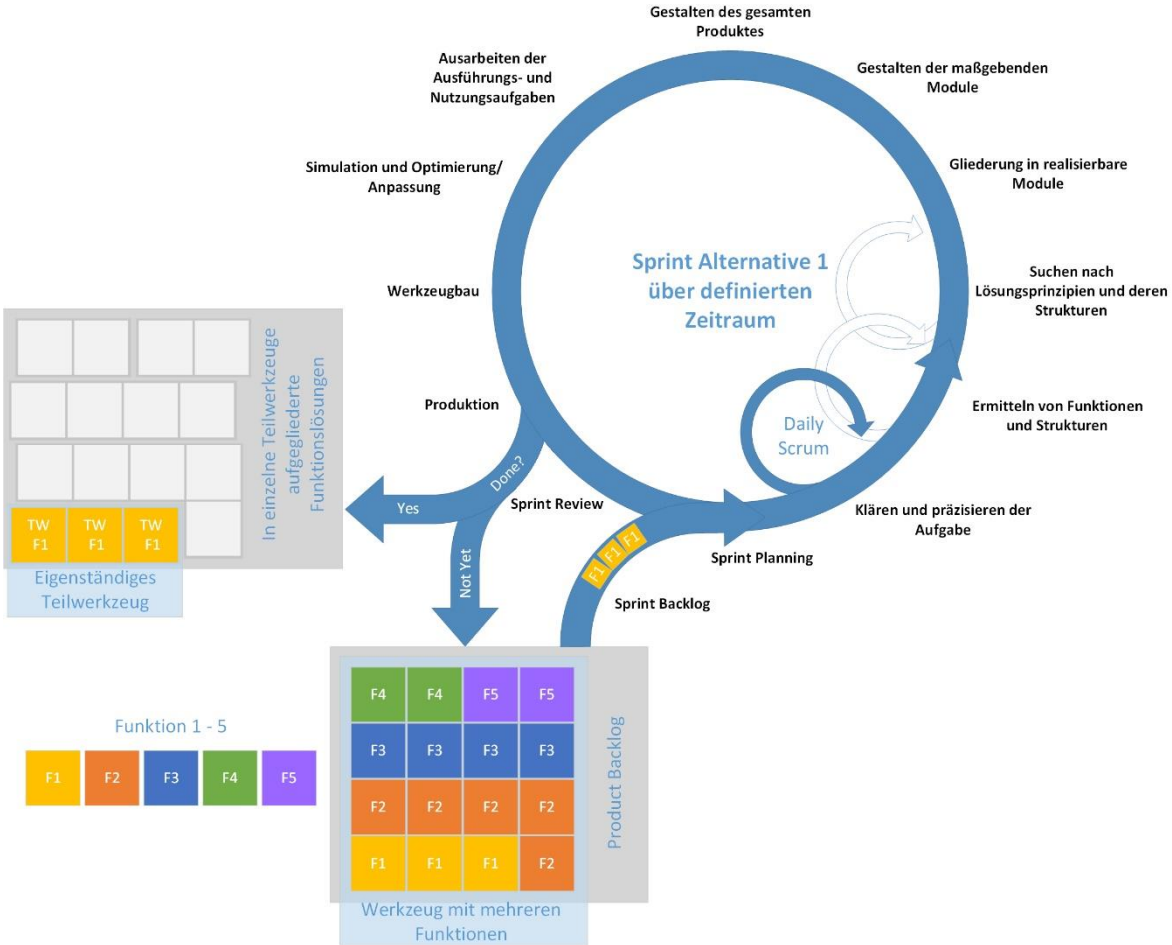 Gestalten des gesamten
Produktes
Ausarbeiten der
Ausführungs- und
Nutzungsaufgaben
Gestalten der maßgebenden
Module
Simulation und Optimierung/
Anpassung
Gliederung in realisierbare
Module
Sprint Alternative 1
über definierten
Zeitraum
Suchen nach
Lösungsprinzipien und deren
Strukturen
Werkzeugbau
In einzelne Teilwerkzeuge
aufgegliederte
Funktionslösungen
Produktion
Daily
Scrum
Ermitteln von Funktionen
und Strukturen
Done?
Yes
Sprint Review
Klären und präzisieren der
Aufgabe
TW
F1
TW
F1
TW
F1
Not Yet
F1 F1 F1
Sprint Planning
Eigenständiges
Teilwerkzeug
Sprint Backlog
F4 F4 F5 F5
F3 F3 F3 F3
F2 F2 F2 F2
F1 F1 F1 F2
Product Backlog
Funktion 1 - 5
F1 F2 F3 F4 F5
Werkzeug mit mehreren
Funktionen